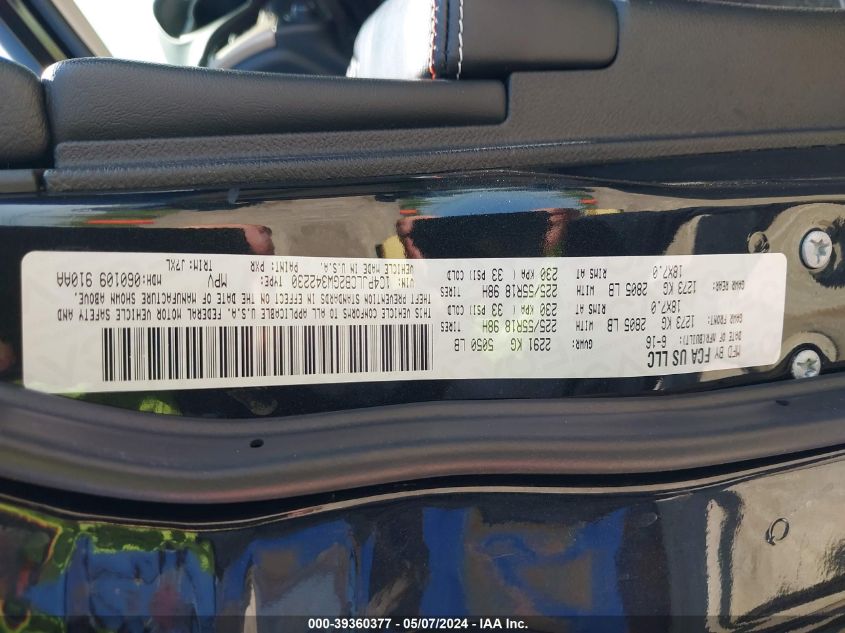 MFD BY FCA US LLC
DATE OF MFR(BUILT): 6-16
GVWR: 2291 KG 5050 LB
GAWR FRONT: 1273 KG 2805 LB WITH 225/55R18 98H TIRES
18X7.0 RIMS AT 230 KPA ( 33 PSI) COLD
GAWR REAR: 1273 KG 2805 LB WITH 225/55R18 98H TIRES
18X7.0 RIMS AT 230 KPA ( 33 PSI) COLD
THIS VEHICLE CONFORMS TO ALL APPLICABLE U.S.A. FEDERAL MOTOR VEHICLE SAFETY AND
THEFT PREVENTION STANDARDS IN EFFECT ON THE DATE OF MANUFACTURE SHOWN ABOVE.
VIN: 1C4PJLCB2GW342230 TYPE: MPV MDH: 060109 910AA
VEHICLE MADE IN U.S.A. PAINT: PXR TRIM: J7XL
000-39360377 - 05/07/2024 - IAA Inc.